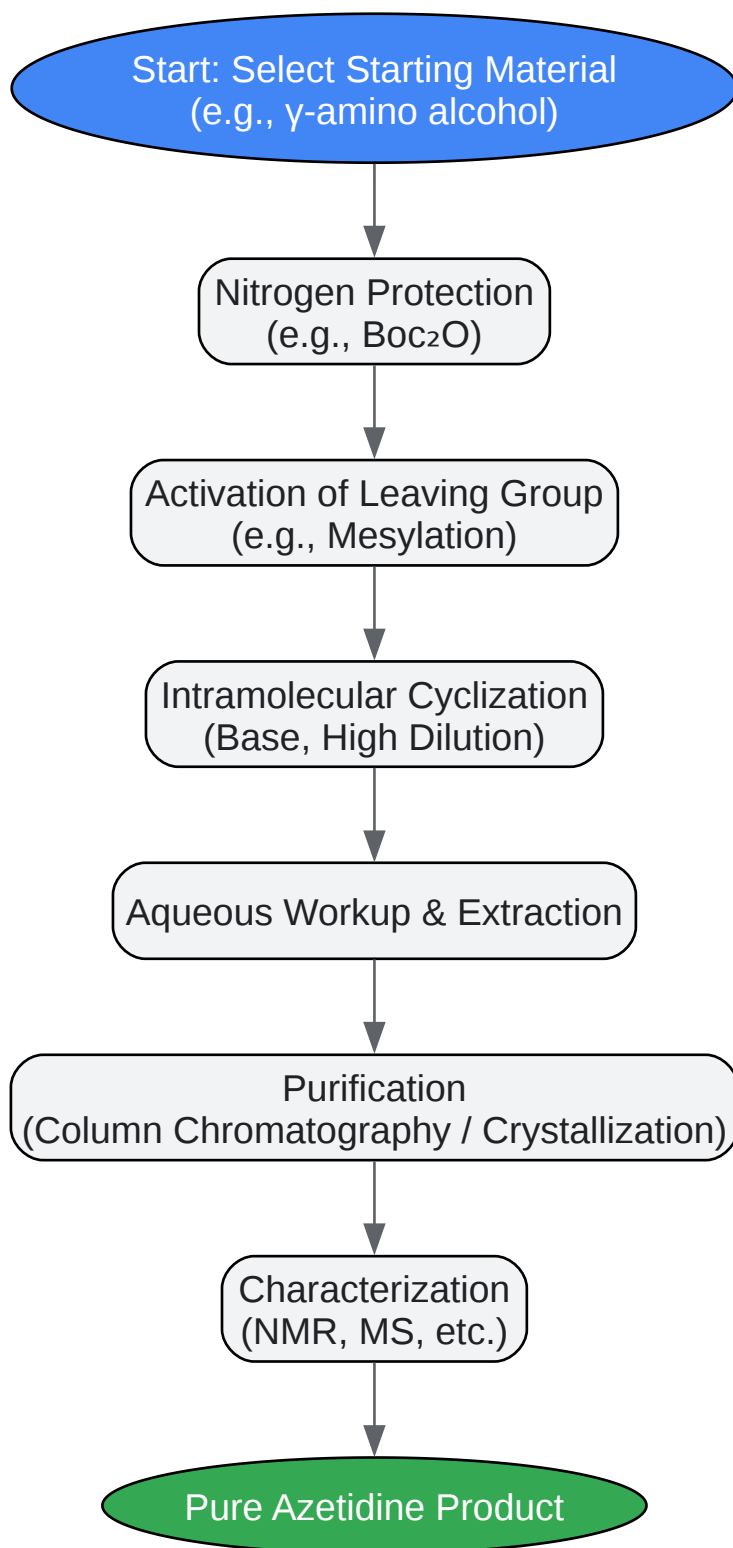 Start: Select Starting Material
(e.g., γ-amino alcohol)
Nitrogen Protection
(e.g., Boc₂O)
Activation of Leaving Group
(e.g., Mesylation)
Intramolecular Cyclization
(Base, High Dilution)
Aqueous Workup & Extraction
Purification
(Column Chromatography / Crystallization)
Characterization
(NMR, MS, etc.)
Pure Azetidine Product